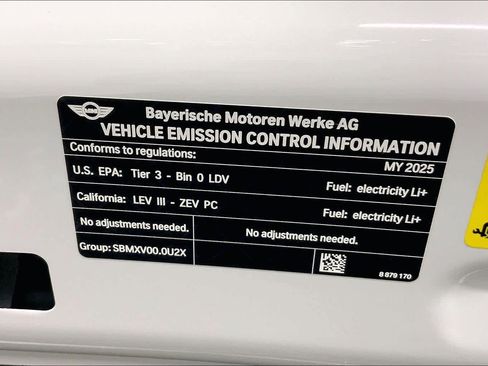 MINI
Bayerische Motoren Werke AG
VEHICLE EMISSION CONTROL INFORMATION
Conforms to regulations: MY 2025
U.S. EPA: Tier 3 - Bin 0 LDV Fuel: electricity Li+
California: LEV III - ZEV PC Fuel: electricity Li+
No adjustments needed. No adjustments needed.
Group: SBMXV00.0U2X
8 879 170